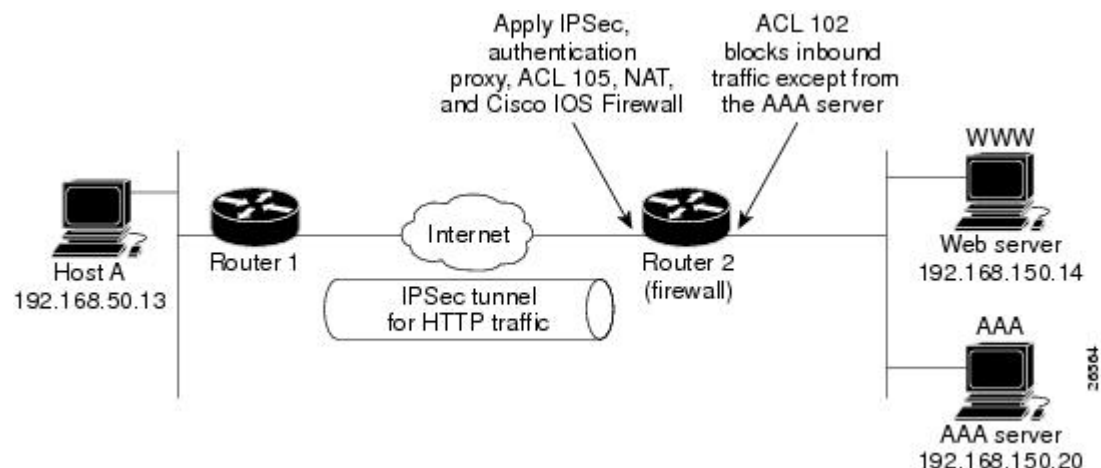 Apply IPSec,
authentication
proxy, ACL 105, NAT,
and Cisco IOS Firewall
ACL 102
blocks inbound
traffic except from
the AAA server
WWW
Host A
192.168.50.13
Router 1
Internet
IPSec tunnel
for HTTP traffic
Router 2
(firewall)
Web server
192.168.150.14
AAA
AAA server
192.168.150.20
26564